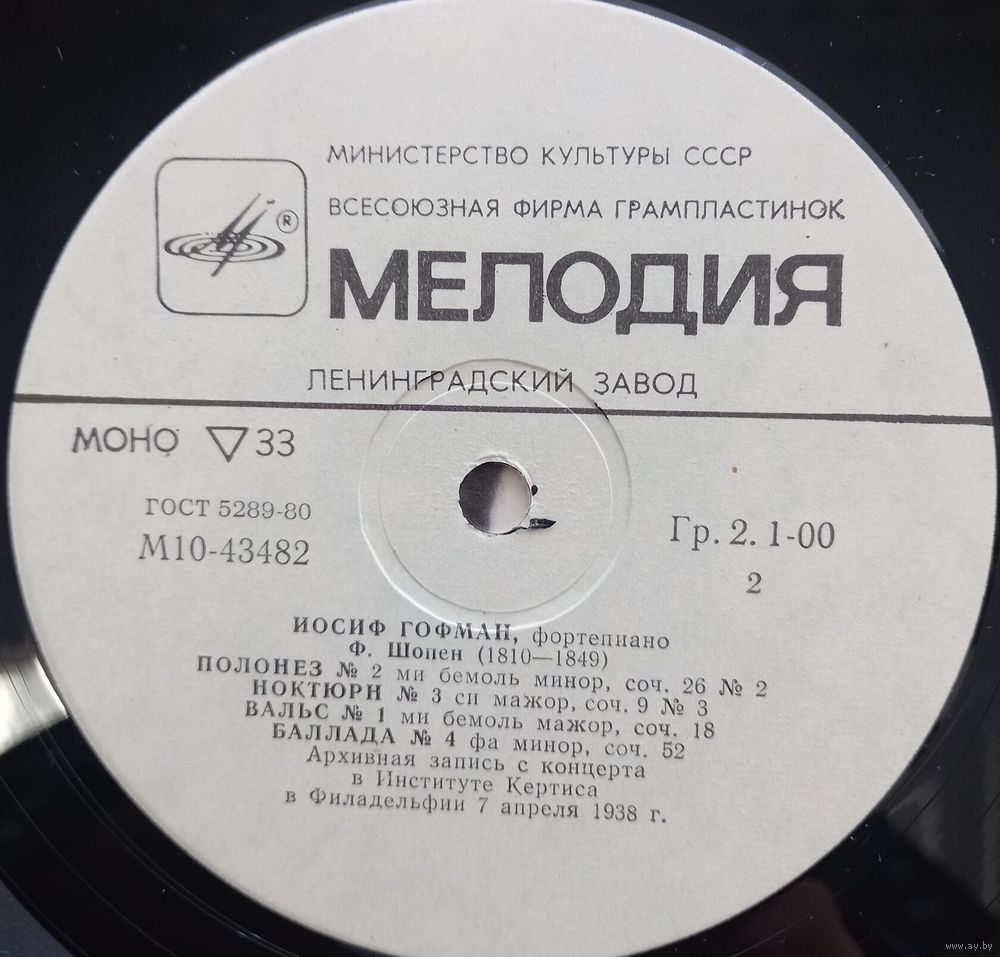 МИНИСТЕРСТВО КУЛЬТУРЫ СССР
ВСЕСОЮЗНАЯ ФИРМА ГРАМПЛАСТИНОК
®
МЕЛОДИЯ
ЛЕНИНГРАДСКИЙ ЗАВОД
МОНО ▽ 33
ГОСТ 5289-80
М10-43482
Гр. 2. 1-00
2
ИОСИФ ГОФМАН, фортепиано
Ф. Шопен (1810—1849)
ПОЛОНЕЗ № 2 ми бемоль минор, соч. 26 № 2
НОКТЮРН № 3 си мажор, соч. 9 № 3
ВАЛЬС № 1 ми бемоль мажор, соч. 18
БАЛЛАДА № 4 фа минор, соч. 52
Архивная запись с концерта
в Институте Кертиса
в Филадельфии 7 апреля 1938 г.
www.ay.by